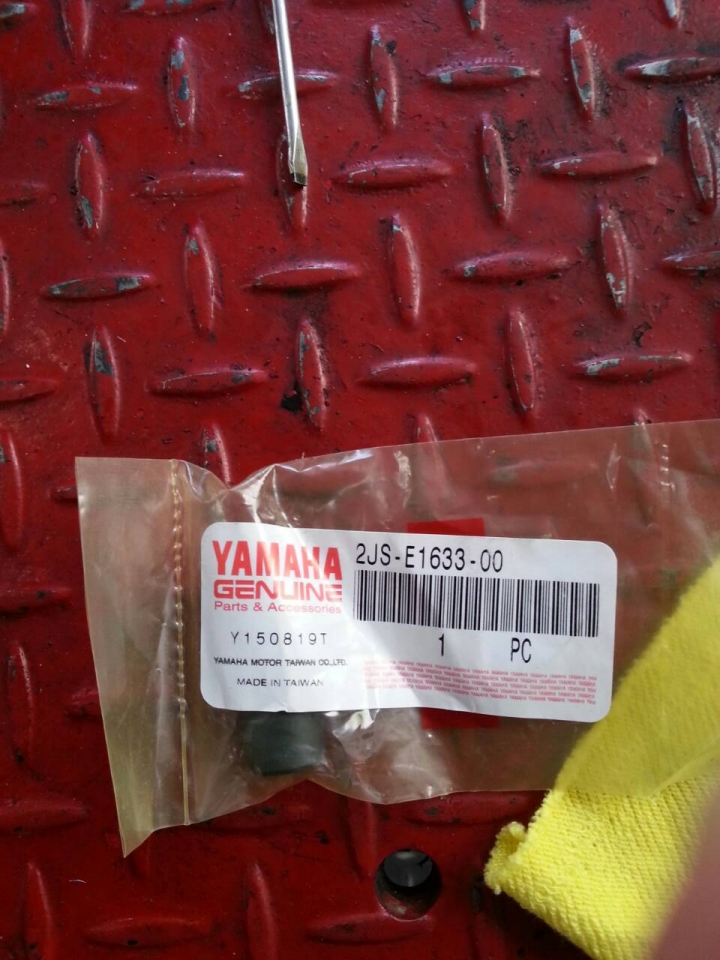 YAMAHA
GENUINE
Parts & Accessories
2JS-E1633-00
Y150819T
1 PC
YAMAHA MOTOR TAIWAN CO.,LTD.
MADE IN TAIWAN